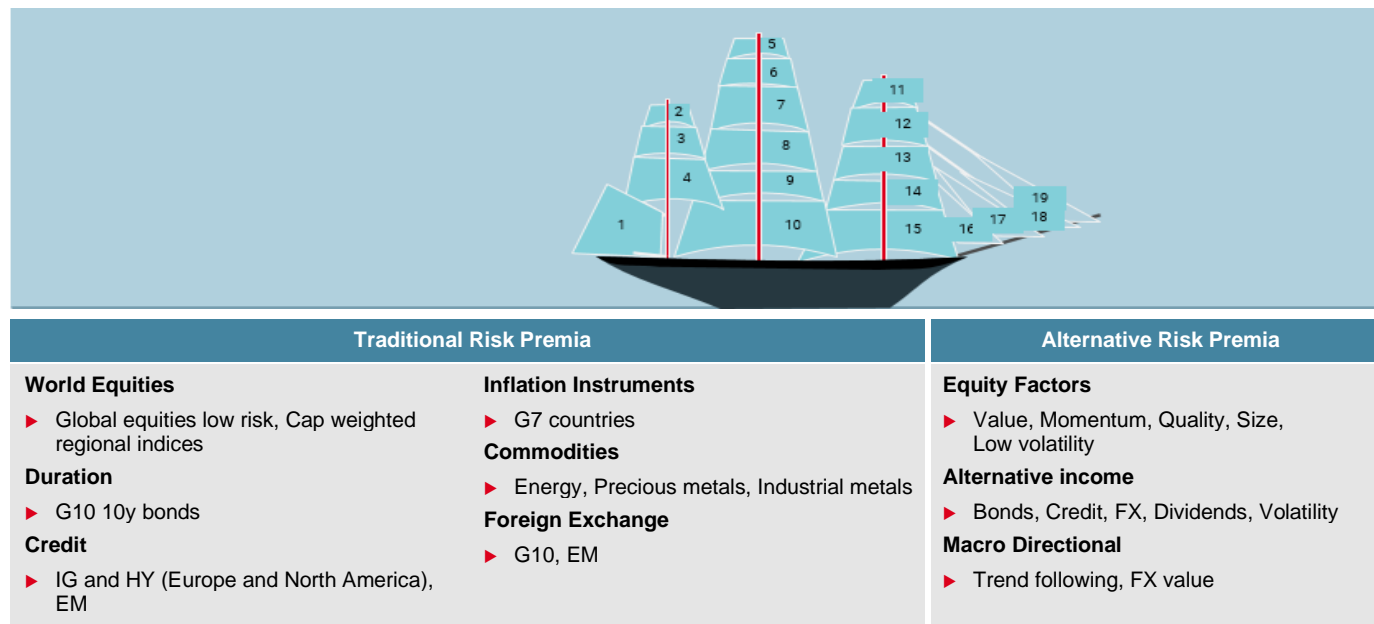 5
6
7
8
9
10
2
3
4
1
11
12
13
14
15
16
17
18
19
Traditional Risk Premia
World Equities
Global equities low risk, Cap weighted
regional indices
Duration
G10 10y bonds
Credit
IG and HY (Europe and North America),
EM
Inflation Instruments
G7 countries
Commodities
Energy, Precious metals, Industrial metals
Foreign Exchange
G10, EM
Alternative Risk Premia
Equity Factors
Value, Momentum, Quality, Size,
Low volatility
Alternative income
Bonds, Credit, FX, Dividends, Volatility
Macro Directional
Trend following, FX value